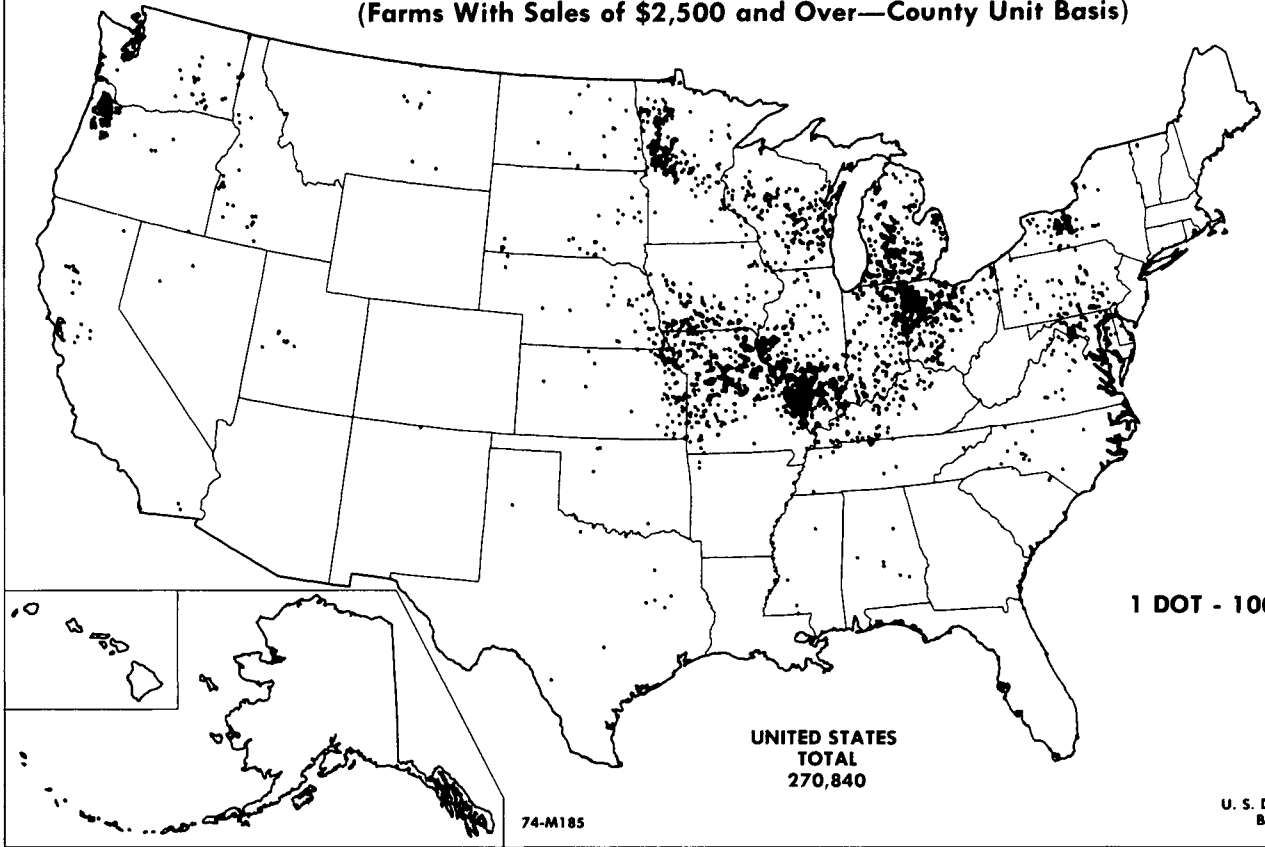 (Farms With Sales of $2,500 and Over—County Unit Basis)
1 DOT - 10
UNITED STATES
TOTAL
270,840
74-M185
U. S. D
B